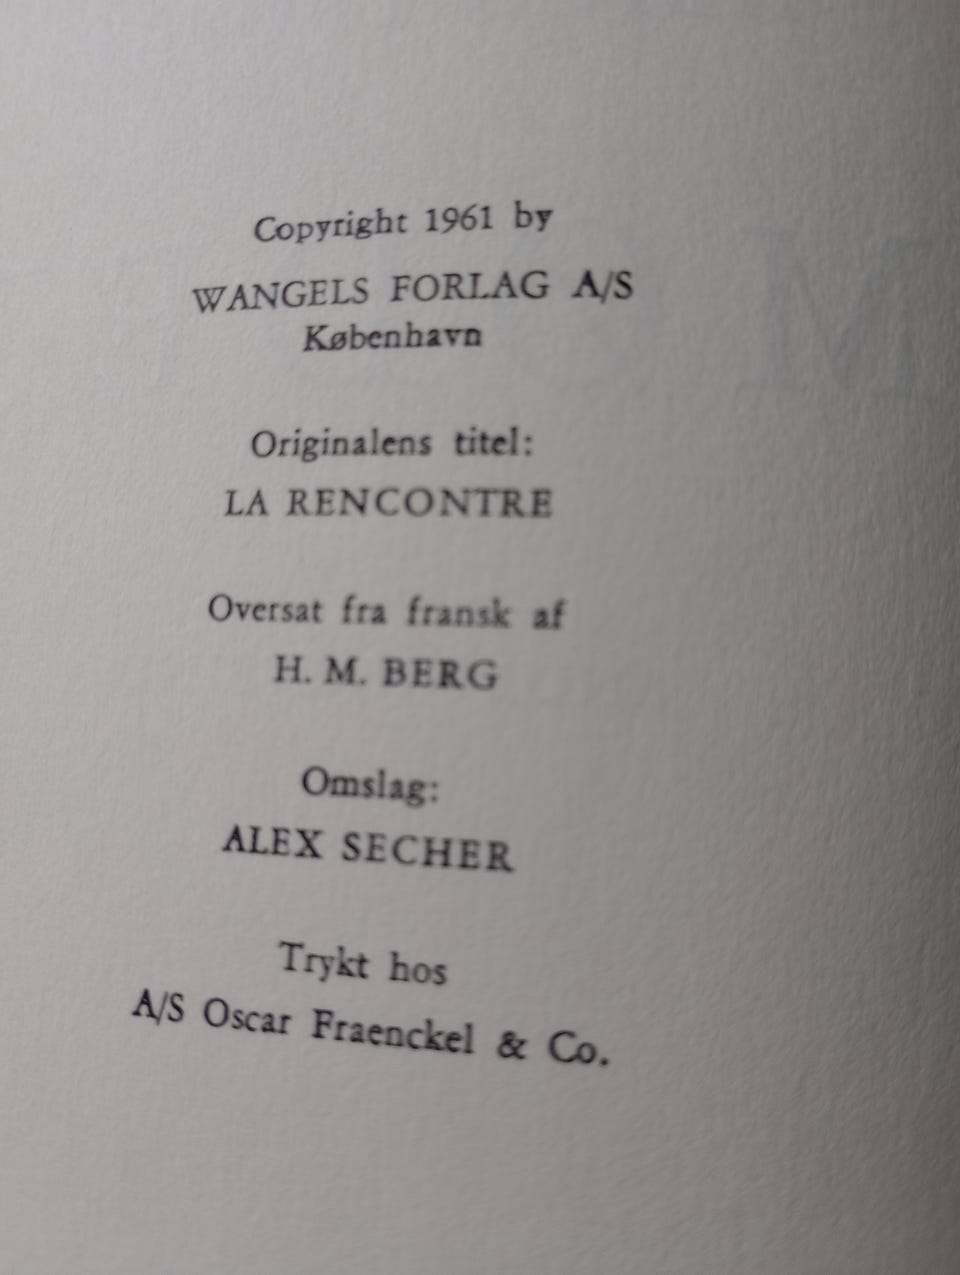 Copyright 1961 by
WANGELS FORLAG A/S
København
Originalens titel:
LA RENCONTRE
Oversat fra fransk af
H. M. BERG
Omslag:
ALEX SECHER
Trykt hos
A/S Oscar Fraenckel & Co.